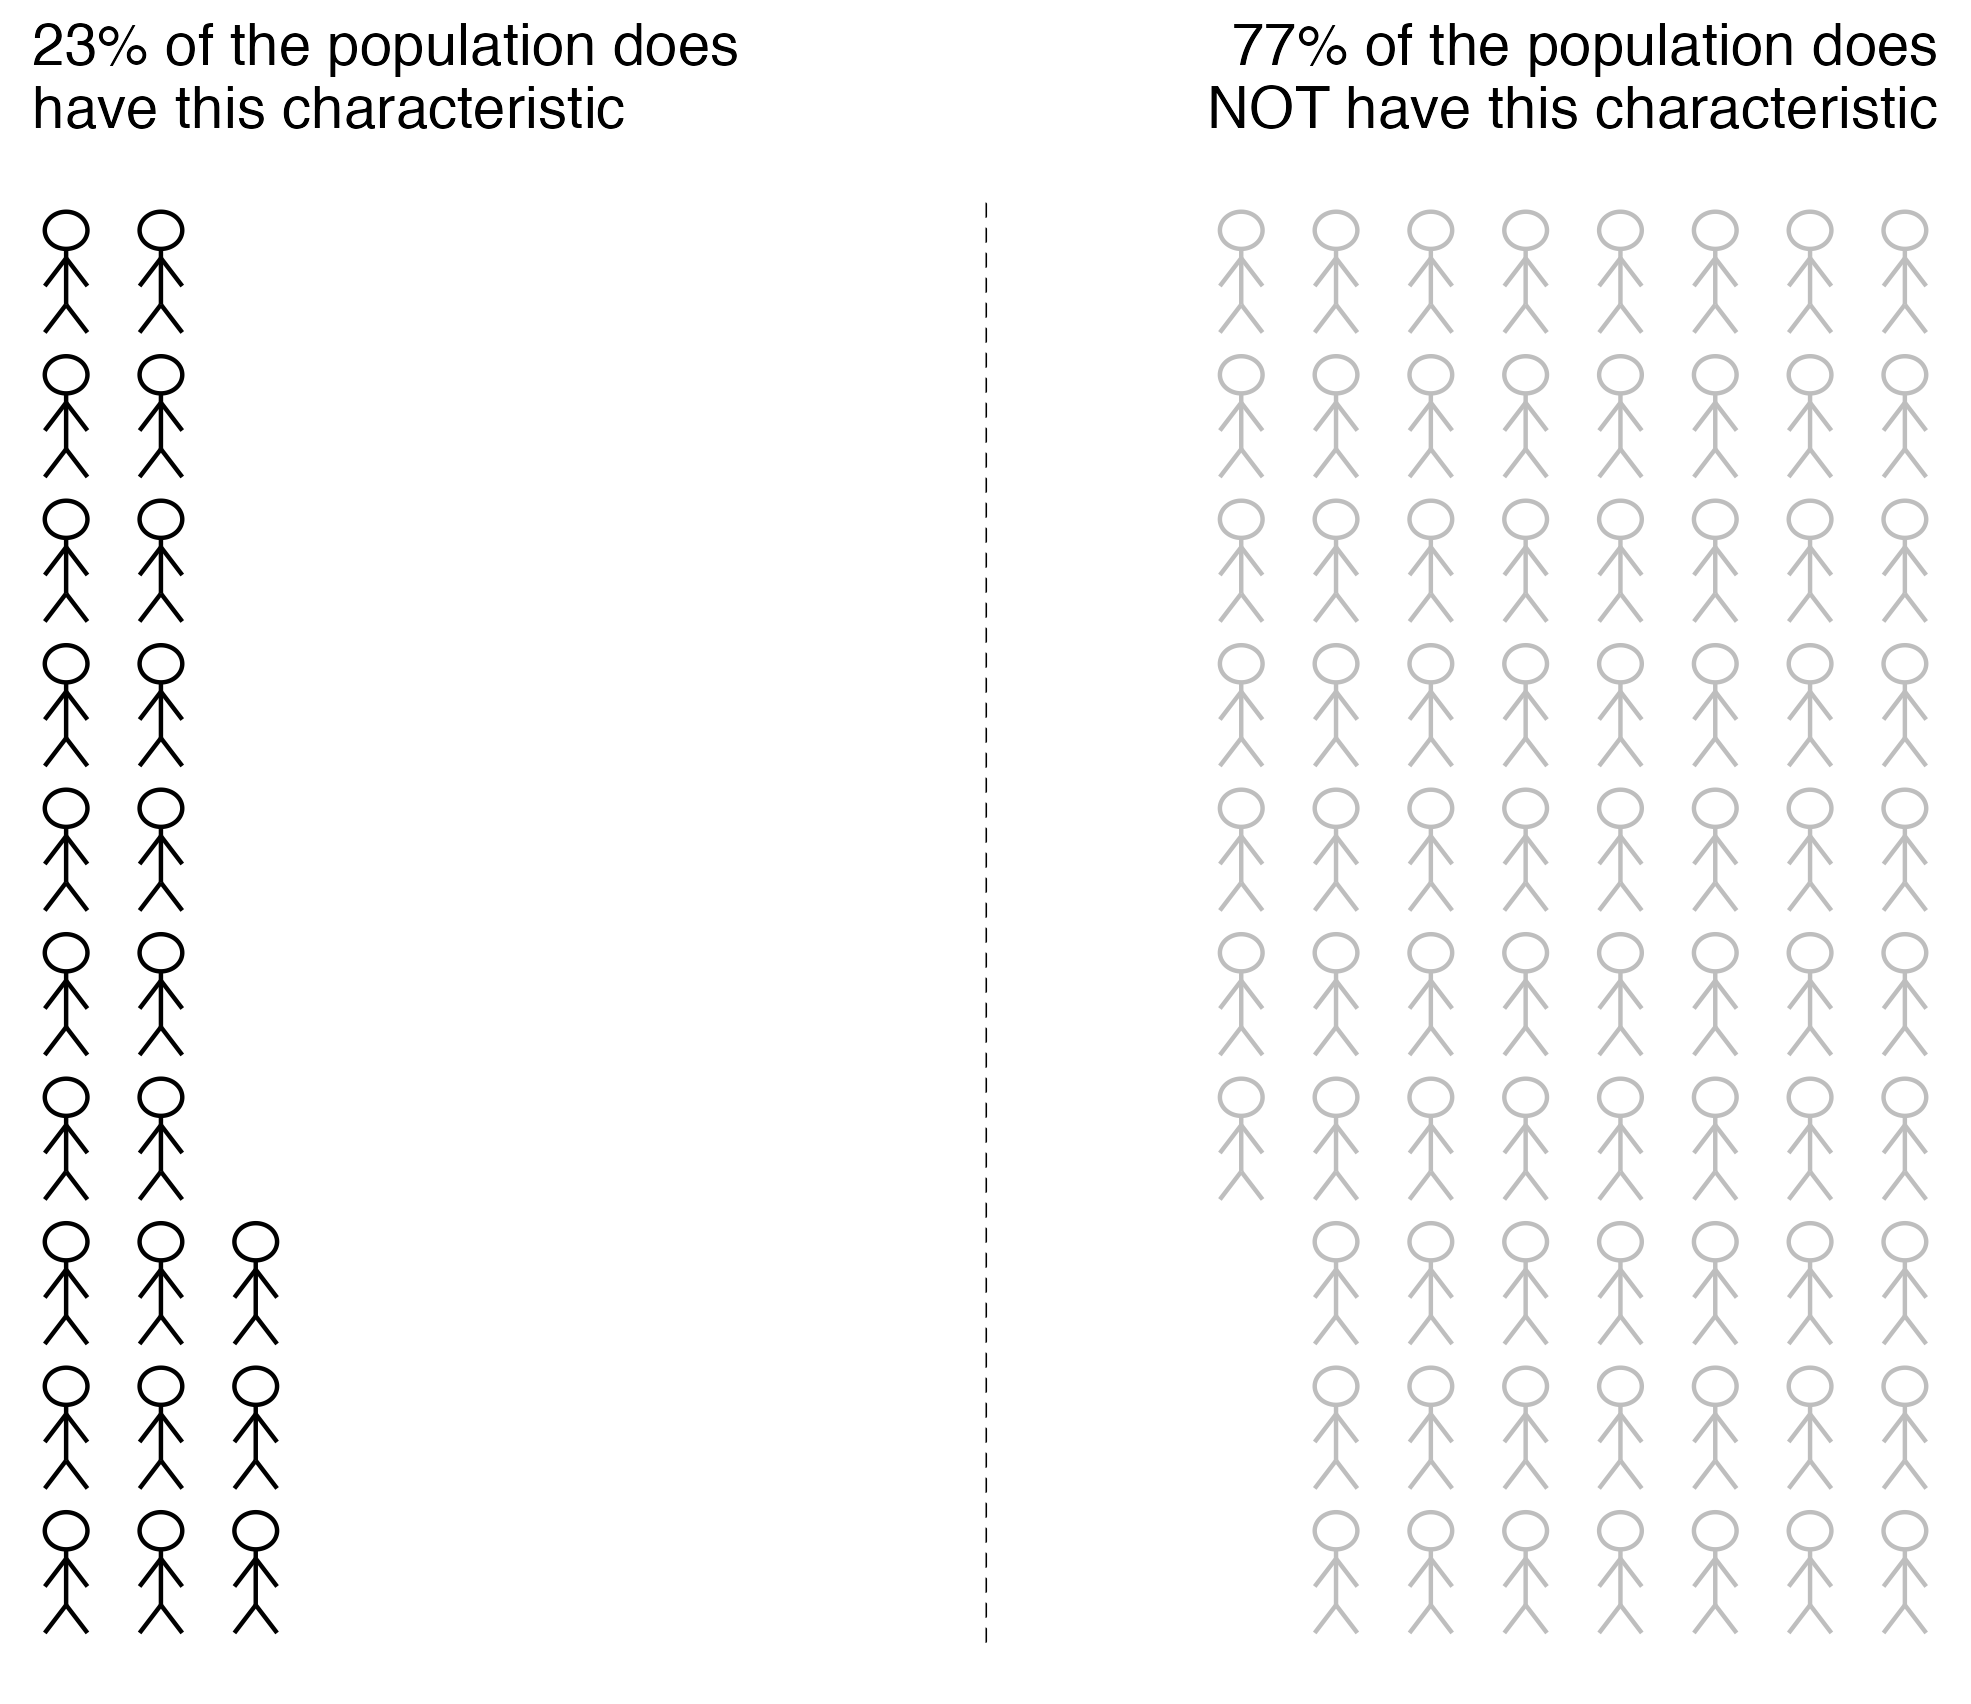 23% of the population does
have this characteristic
77% of the population does
NOT have this characteristic